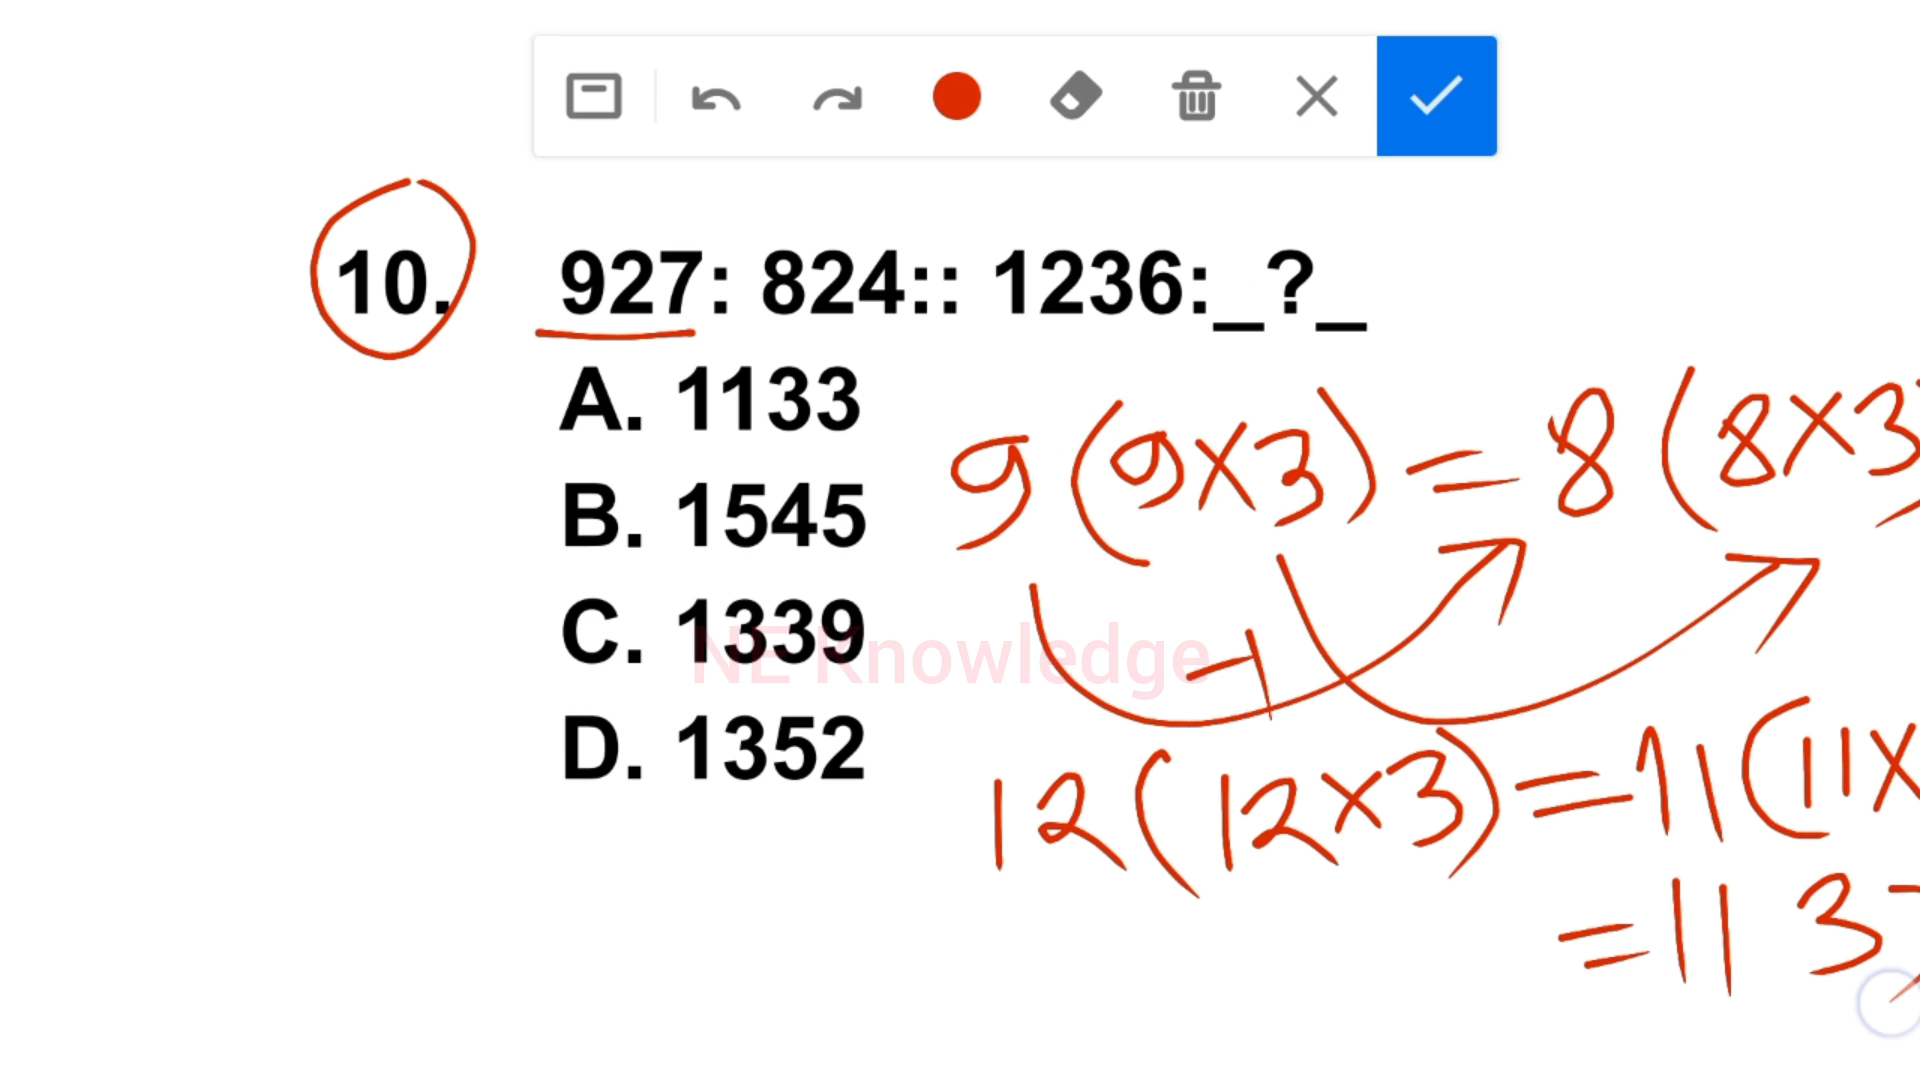 10. 927: 824:: 1236:_?_
A. 1133
B. 1545
C. 1339
D. 1352
NE Knowledge
9(9×3)=8(8×3)
-1
12(12×3)=11(11×
=113